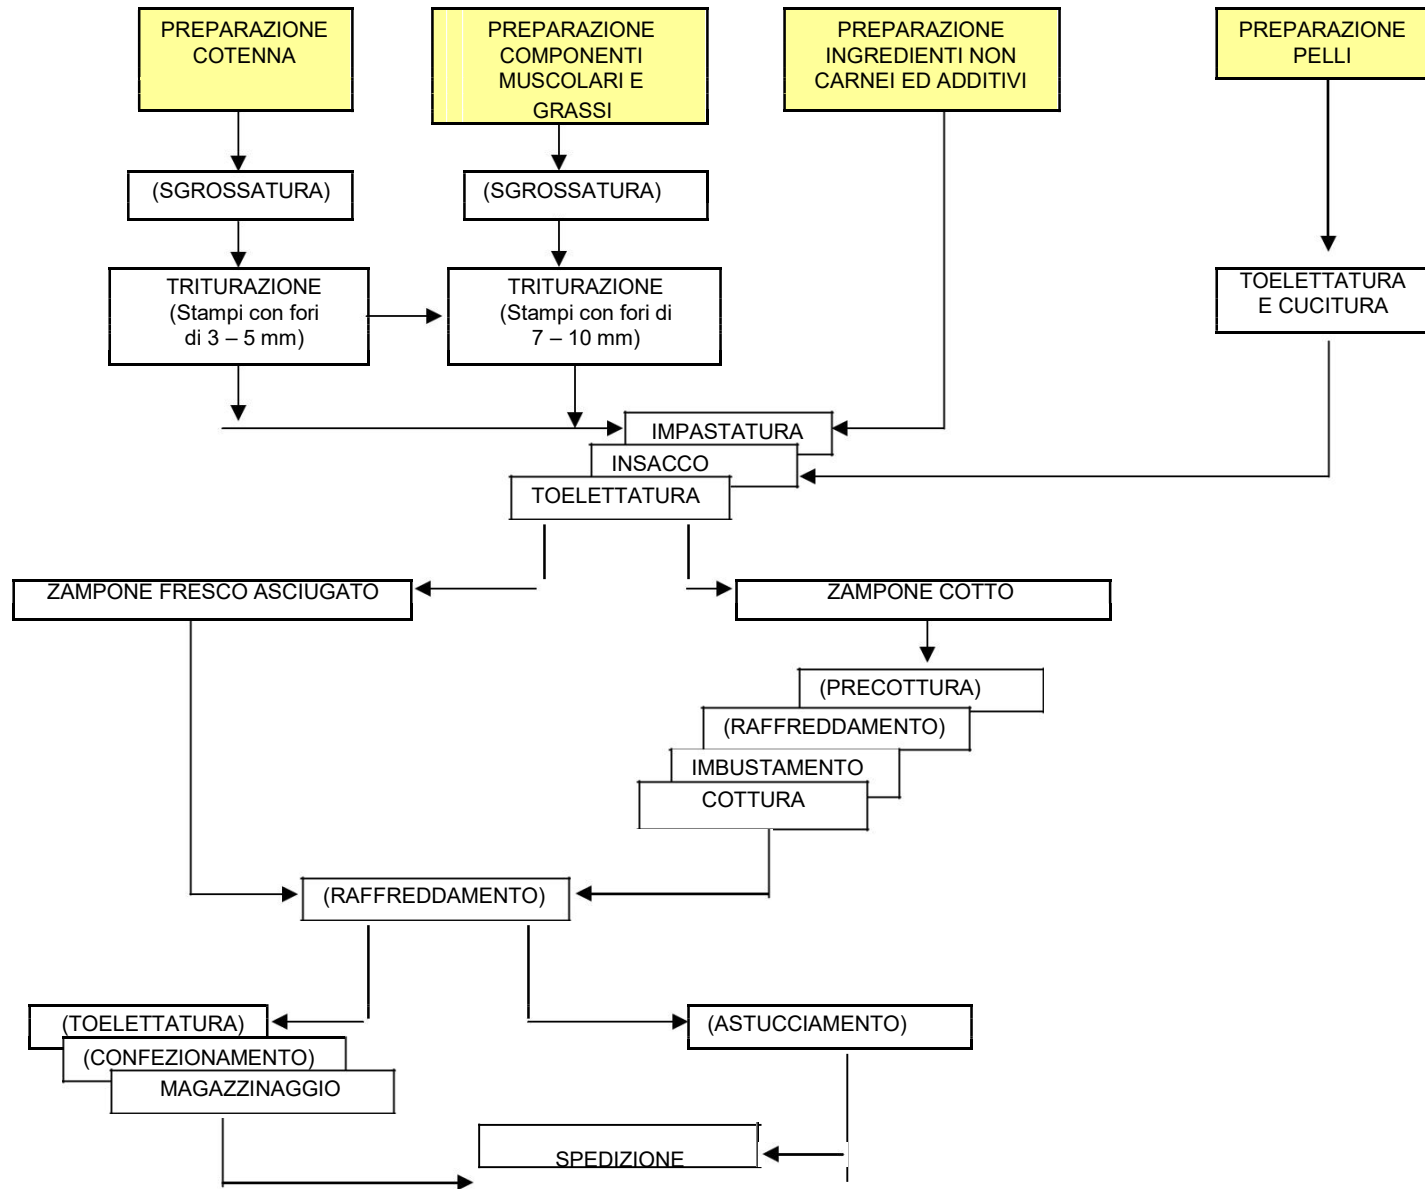 PREPARAZIONE
COTENNA
PREPARAZIONE
COMPONENTI
MUSCOLARI E
GRASSI
PREPARAZIONE
INGREDIENTI NON
CARNEI ED ADDITIVI
PREPARAZIONE
PELLI
(SGROSSATURA)
(SGROSSATURA)
TRITURAZIONE
(Stampi con fori
di 3 – 5 mm)
TRITURAZIONE
(Stampi con fori di
7 – 10 mm)
TOELETTATURA
E CUCITURA
IMPASTATURA
INSACCO
TOELETTATURA
ZAMPONE FRESCO ASCIUGATO
ZAMPONE COTTO
(PRECOTTURA)
(RAFFREDDAMENTO)
IMBUSTAMENTO
COTTURA
(RAFFREDDAMENTO)
(TOELETTATURA)
(ASTUCCIAMENTO)
(CONFEZIONAMENTO)
MAGAZZINAGGIO
SPEDIZIONE